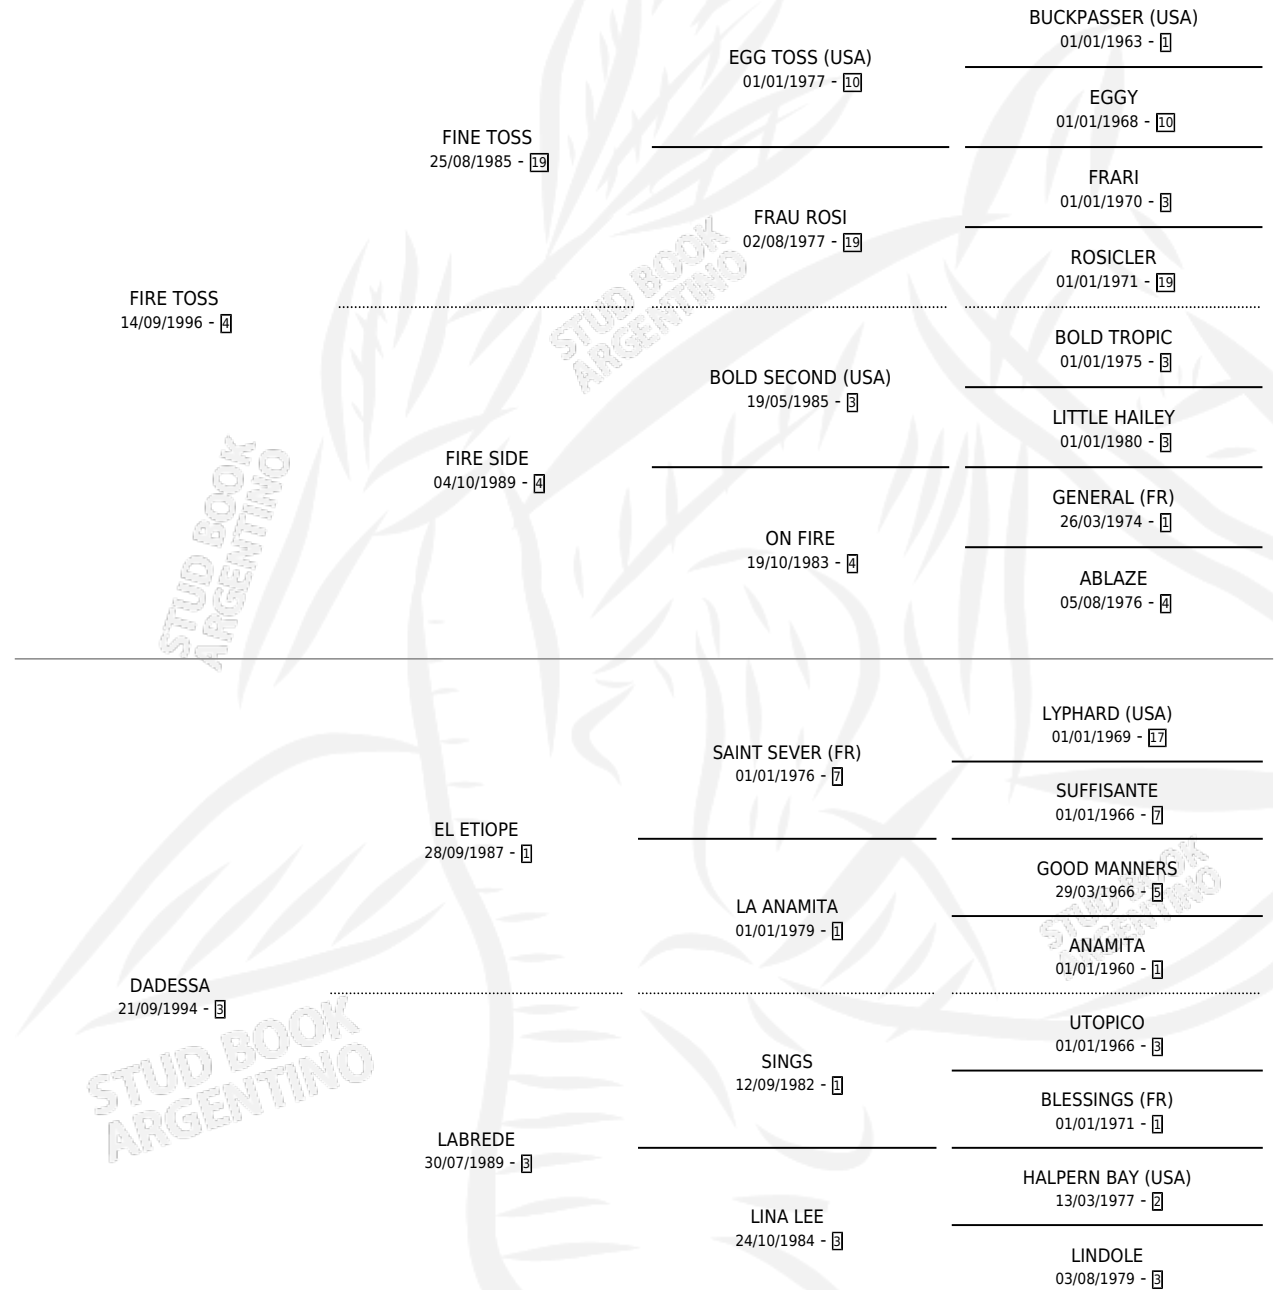 BUCKPASSER (USA)
01/01/1963 - 1
EGG TOSS (USA)
01/01/1977 - 10
EGGY
01/01/1968 - 10
FINE TOSS
25/08/1985 - 19
FRARI
01/01/1970 - 3
FRAU ROSI
02/08/1977 - 19
ROSICLER
01/01/1971 - 19
FIRE TOSS
14/09/1996 - 4
STUD BOOK
ARGENTINO
BOLD TROPIC
01/01/1975 - 3
BOLD SECOND (USA)
19/05/1985 - 3
LITTLE HAILEY
01/01/1980 - 3
FIRE SIDE
04/10/1989 - 4
GENERAL (FR)
26/03/1974 - 1
ON FIRE
19/10/1983 - 4
ABLAZE
05/08/1976 - 4
STUD BOOK
ARGENTINO
LYPHARD (USA)
01/01/1969 - 17
SAINT SEVER (FR)
01/01/1976 - 7
SUFFISANTE
01/01/1966 - 7
EL ETIOPE
28/09/1987 - 1
GOOD MANNERS
29/03/1966 - 5
LA ANAMITA
01/01/1979 - 1
STUD BOOK
ARGENTINO
ANAMITA
01/01/1960 - 1
DADESSA
21/09/1994 - 3
UTOPICO
01/01/1966 - 3
SINGS
12/09/1982 - 1
STUD BOOK
ARGENTINO
BLESSINGS (FR)
01/01/1971 - 1
LABREDE
30/07/1989 - 3
HALPERN BAY (USA)
13/03/1977 - 2
LINA LEE
24/10/1984 - 3
LINDOLE
03/08/1979 - 3